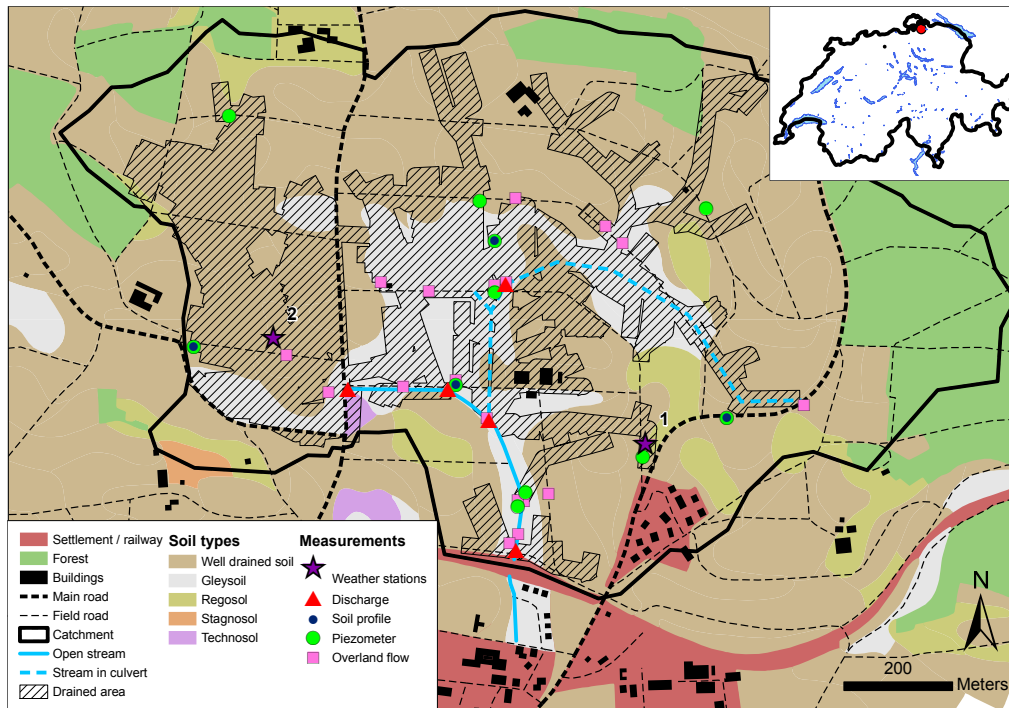 2
1
N
200
Meters
Settlement / railway
Forest
Buildings
Main road
Field road
Catchment
Open stream
Stream in culvert
Drained area
Soil types
Well drained soil
Gleysoil
Regosol
Stagnosol
Technosol
Measurements
Weather stations
Discharge
Soil profile
Piezometer
Overland flow